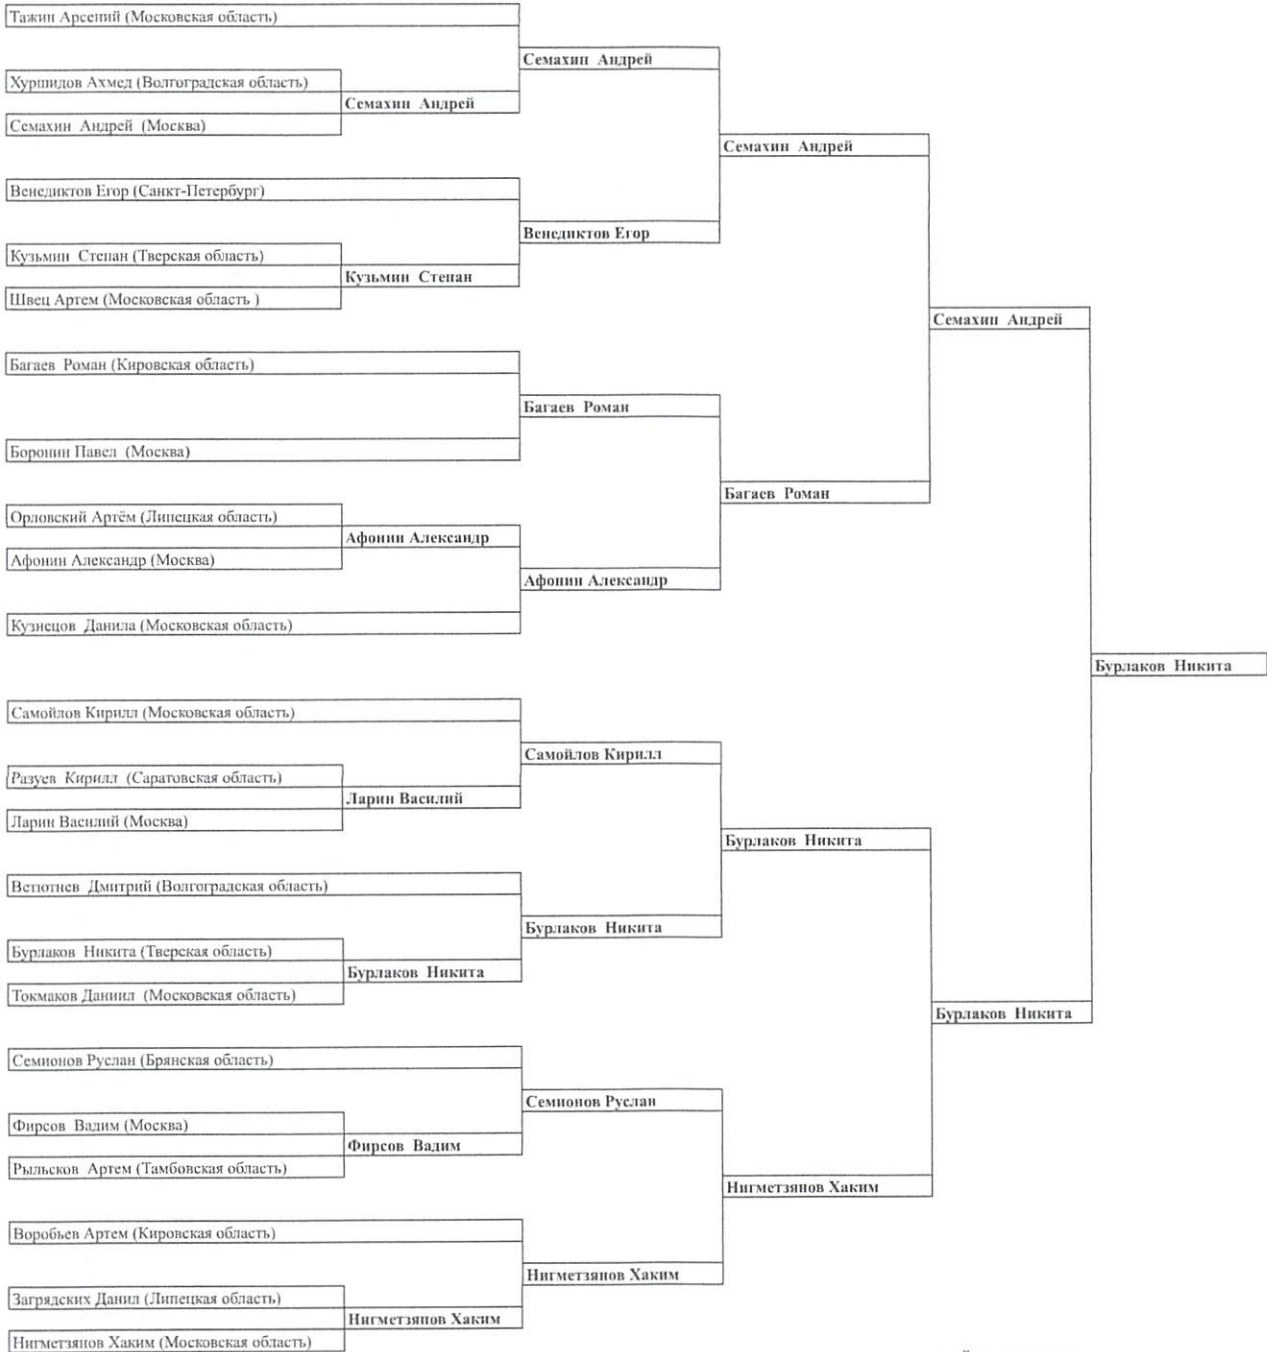 Тажин Арсений (Московская область)
Семахин Андрей
Хуршидов Ахмед (Волгоградская область)
Семахин Андрей
Семахин Андрей (Москва)
Семахин Андрей
Венедиктов Егор (Санкт-Петербург)
Венедиктов Егор
Кузьмин Степан (Тверская область)
Кузьмин Степан
Швец Артем (Московская область )
Семахин Андрей
Багаев Роман (Кировская область)
Багаев Роман
Боронин Павел (Москва)
Багаев Роман
Орловский Артём (Липецкая область)
Афонин Александр
Афонин Александр (Москва)
Афонин Александр
Кузнецов Данила (Московская область)
Бурлаков Никита
Самойлов Кирилл (Московская область)
Самойлов Кирилл
Разуев Кирилл (Саратовская область)
Ларин Василий
Ларин Василий (Москва)
Бурлаков Никита
Ветютнев Дмитрий (Волгоградская область)
Бурлаков Никита
Бурлаков Никита (Тверская область)
Бурлаков Никита
Токмаков Даниил (Московская область)
Бурлаков Никита
Семионов Руслан (Брянская область)
Семионов Руслан
Фирсов Вадим (Москва)
Фирсов Вадим
Рыльсков Артем (Тамбовская область)
Нигметзянов Хаким
Воробьев Артем (Кировская область)
Нигметзянов Хаким
Загрядских Данил (Липецкая область)
Нигметзянов Хаким
Нигметзянов Хаким (Московская область)